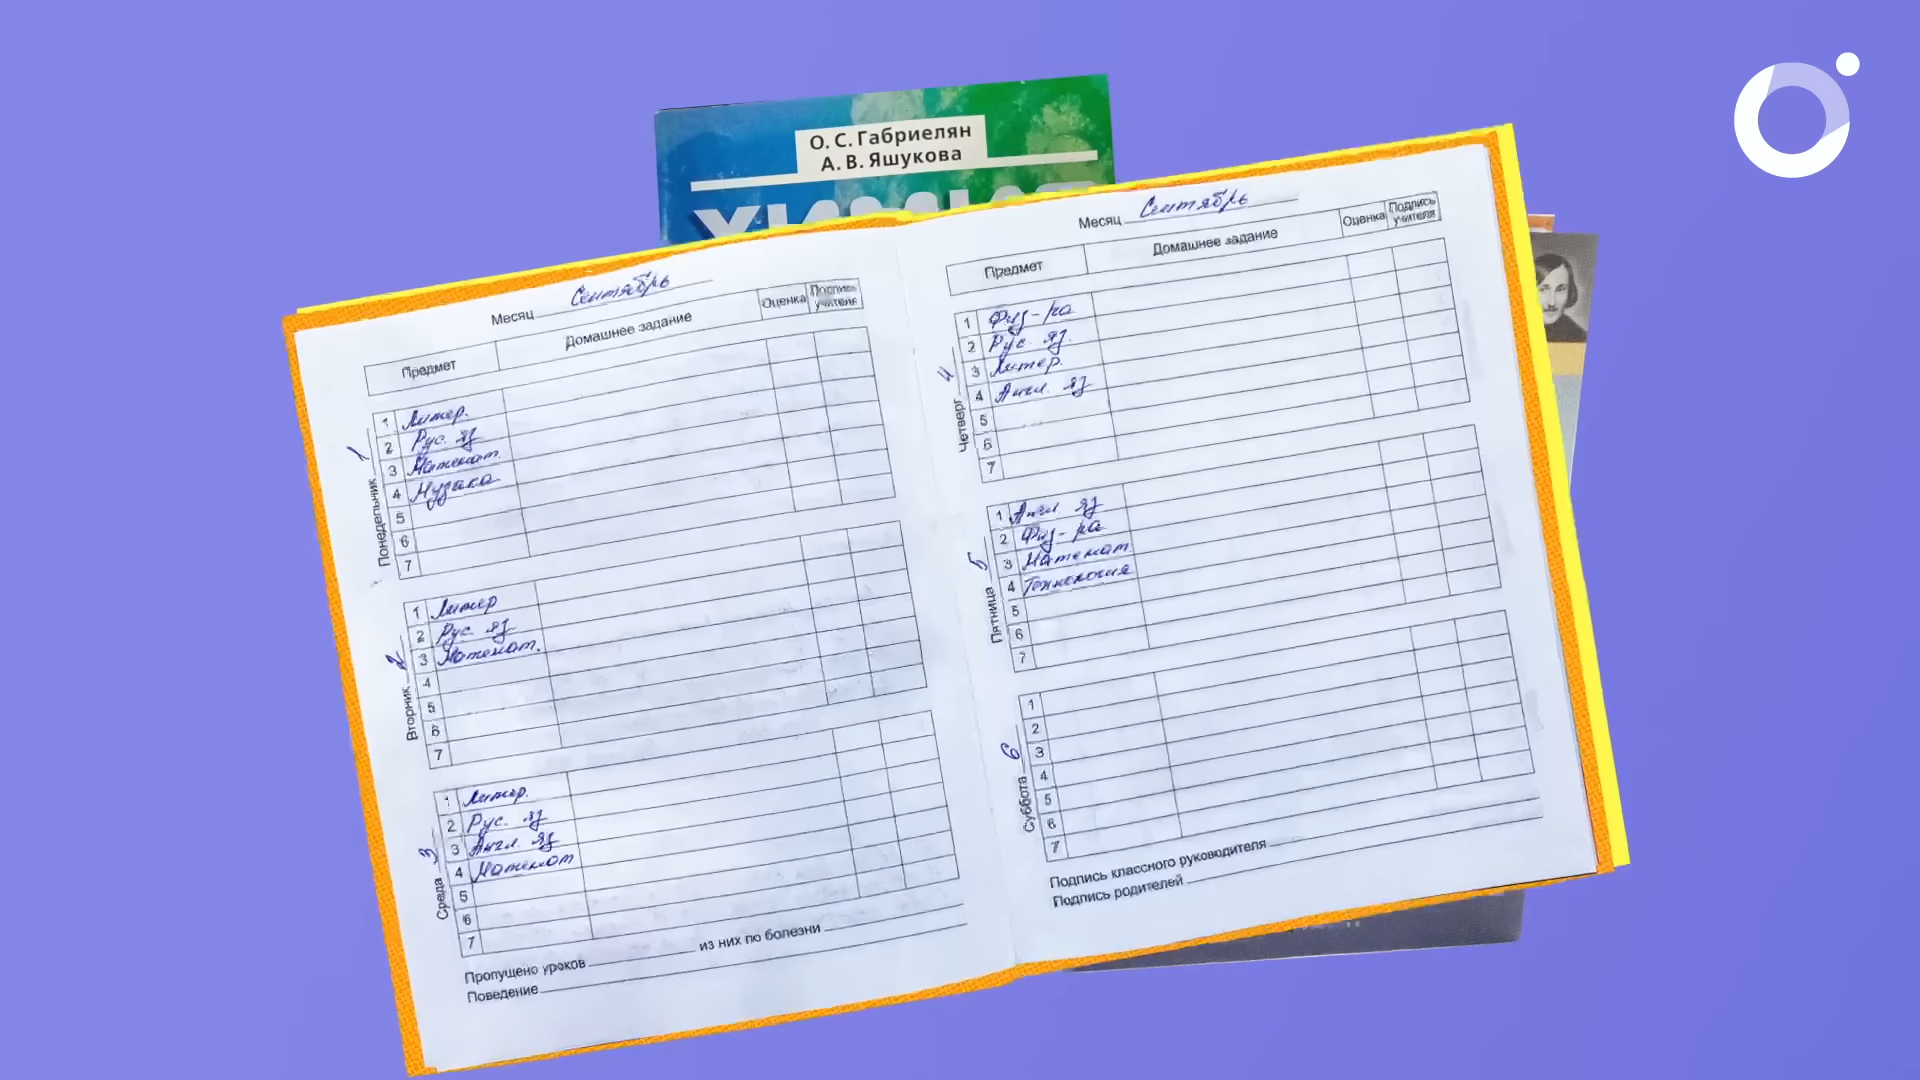 О. С. Габриелян
А. В. Яшукова
ХИМИЯ
Месяц Сентябрь
Предмет Домашнее задание Оценка Подпись учителя
Понедельник 1
1 Литер.
2 Рус. яз
3 Математ.
4 Музыка
5
6
7
Вторник 2
1 Литер
2 Рус. яз
3 Математ.
4
5
6
7
Среда 3
1 Литер.
2 Рус. яз
3 Англ. яз
4 Математ
5
6
7
Пропущено уроков из них по болезни
Поведение
Месяц Сентябрь
Предмет Домашнее задание Оценка Подпись учителя
Четверг 4
1 Физ-ра
2 Рус. яз.
3 Литер.
4 Англ. яз
5
6
7
Пятница 5
1 Англ яз
2 Физ-ра
3 Математ
4 Технология
5
6
7
Суббота 6
1
2
3
4
5
6
7
Подпись классного руководителя
Подпись родителей